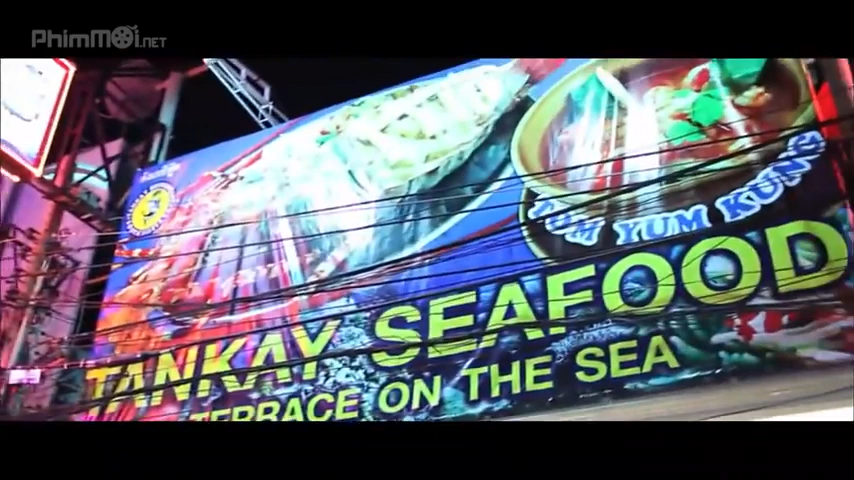 PhimMoi.net
TOM YUM KUNG
TANKAY SEAFOOD
TERRACE ON THE SEA